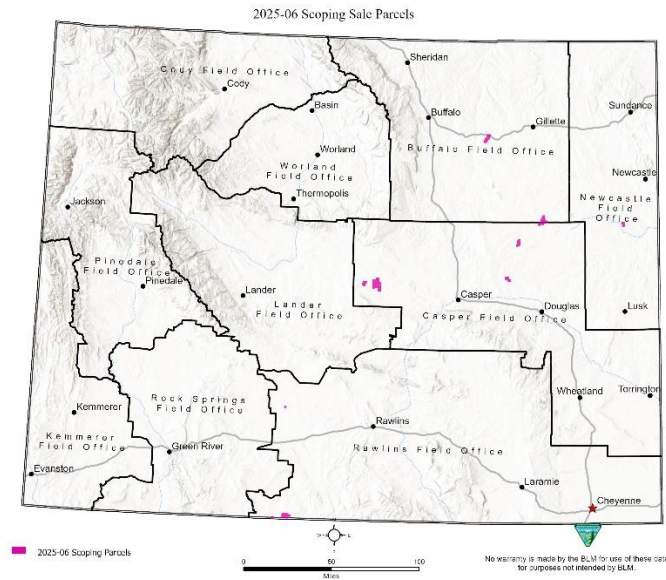 2025-06 Scoping Sale Parcels
Sheridan
Cody Field Office
Cody
Basin
Buffalo
Gillette
Sundance
Buffalo Field Office
Worland
Worland
Field Office
Newcastle
Newcastle
Field
Office
Thermopolis
Jackson
Pinedale
Field Office
Pinedale
Lander
Lander
Field Office
Casper
Douglas
Casper Field Office
Lusk
Rock Springs
Field Office
Wheatland
Torrington
Kemmerer
Kemmerer
Field Office
Rawlins
Green River
Rawlins Field Office
Evanston
Laramie
Cheyenne
2025-06 Scoping Parcels
0
50
100
Miles
No warranty is made by the BLM for use of these data
for purposes not intended by BLM.